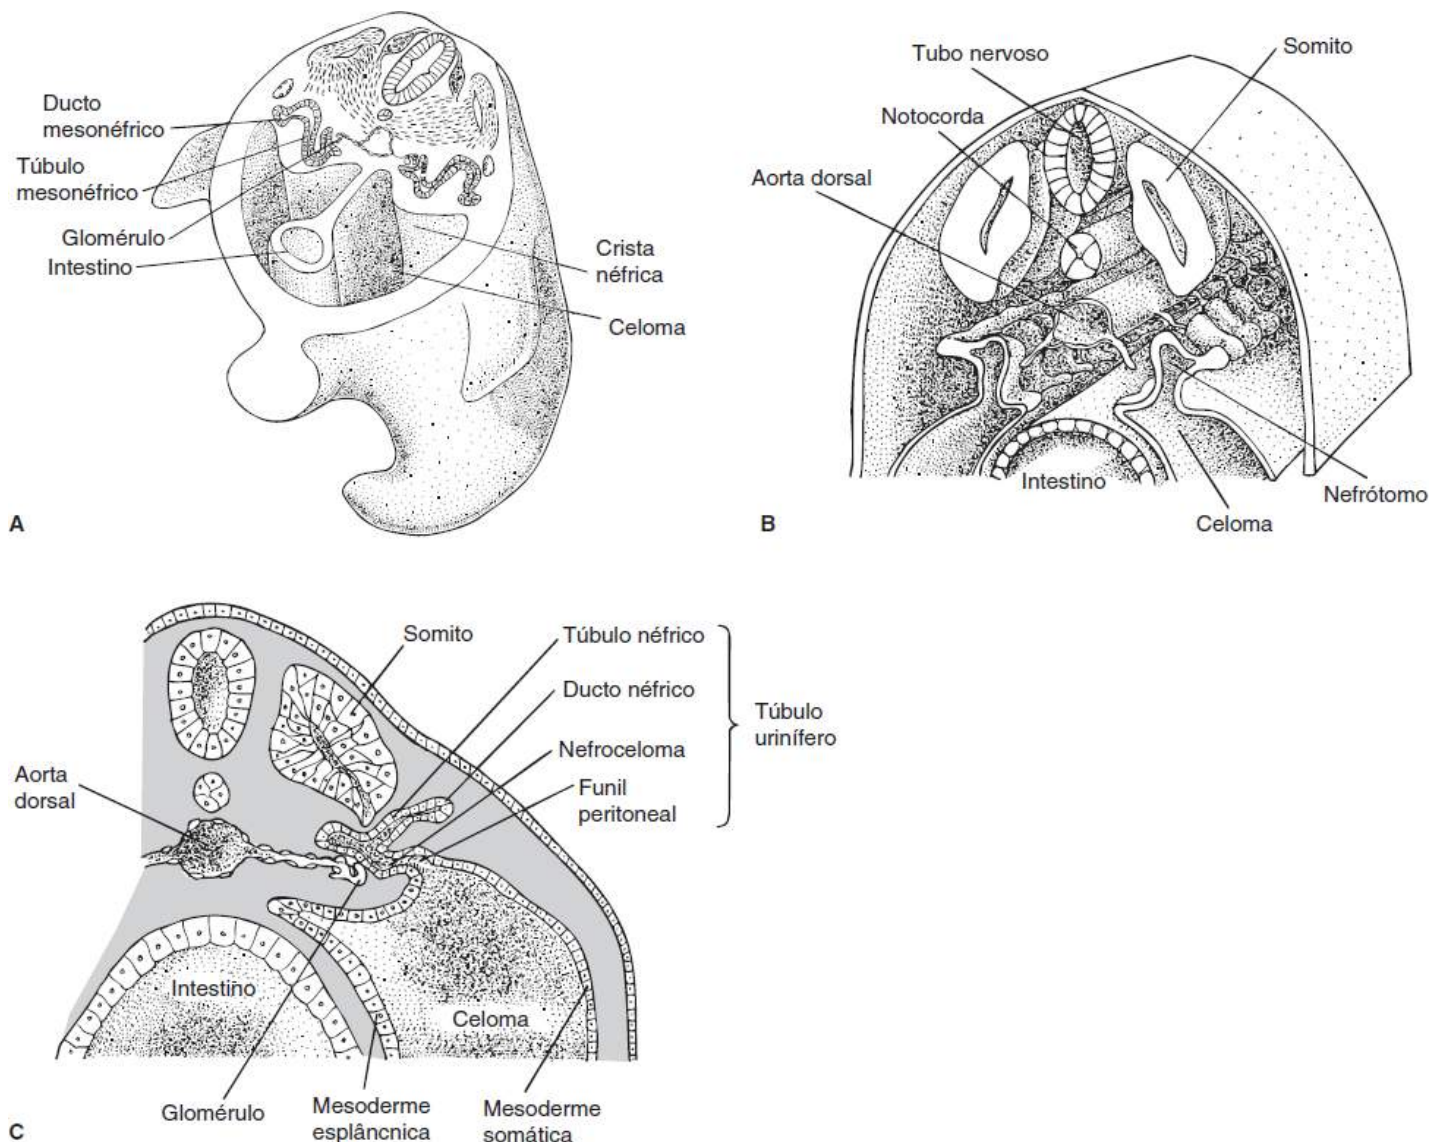 Ducto
mesonéfrico
Túbulo
mesonéfrico
Glomérulo
Intestino
Crista
néfrica
Celoma
A
Tubo nervoso
Somito
Notocorda
Aorta dorsal
Intestino
Nefrótomo
Celoma
B
Somito
Túbulo néfrico
Ducto néfrico
Túbulo
urinífero
Nefroceloma
Funil
peritoneal
Aorta
dorsal
Intestino
Celoma
Glomérulo
Mesoderme
esplâncnica
Mesoderme
somática
C